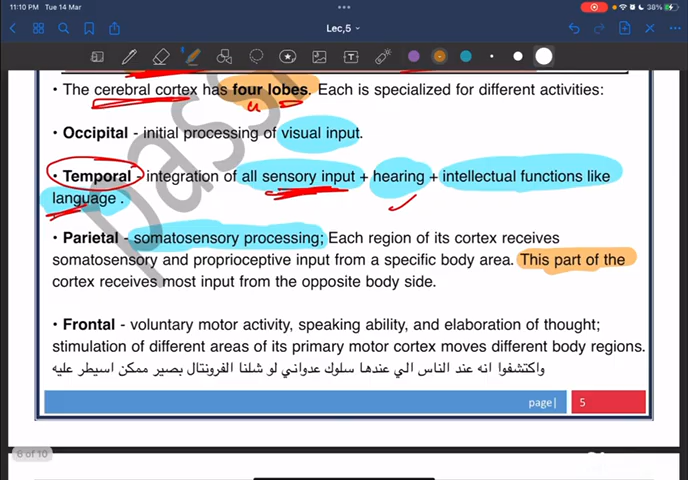 11:10 PM Tue 14 Mar
38%
Lec,5
• The cerebral cortex has four lobes. Each is specialized for different activities:
4
• Occipital - initial processing of visual input.
• Temporal - integration of all sensory input + hearing + intellectual functions like
language .
• Parietal - somatosensory processing; Each region of its cortex receives
somatosensory and proprioceptive input from a specific body area. This part of the
cortex receives most input from the opposite body side.
• Frontal - voluntary motor activity, speaking ability, and elaboration of thought;
stimulation of different areas of its primary motor cortex moves different body regions.
واكتشفوا انه عند الناس الي عندها سلوك عدواني لو شلنا الفرونتال بصير ممكن اسيطر عليه
page| 5
6 of 10